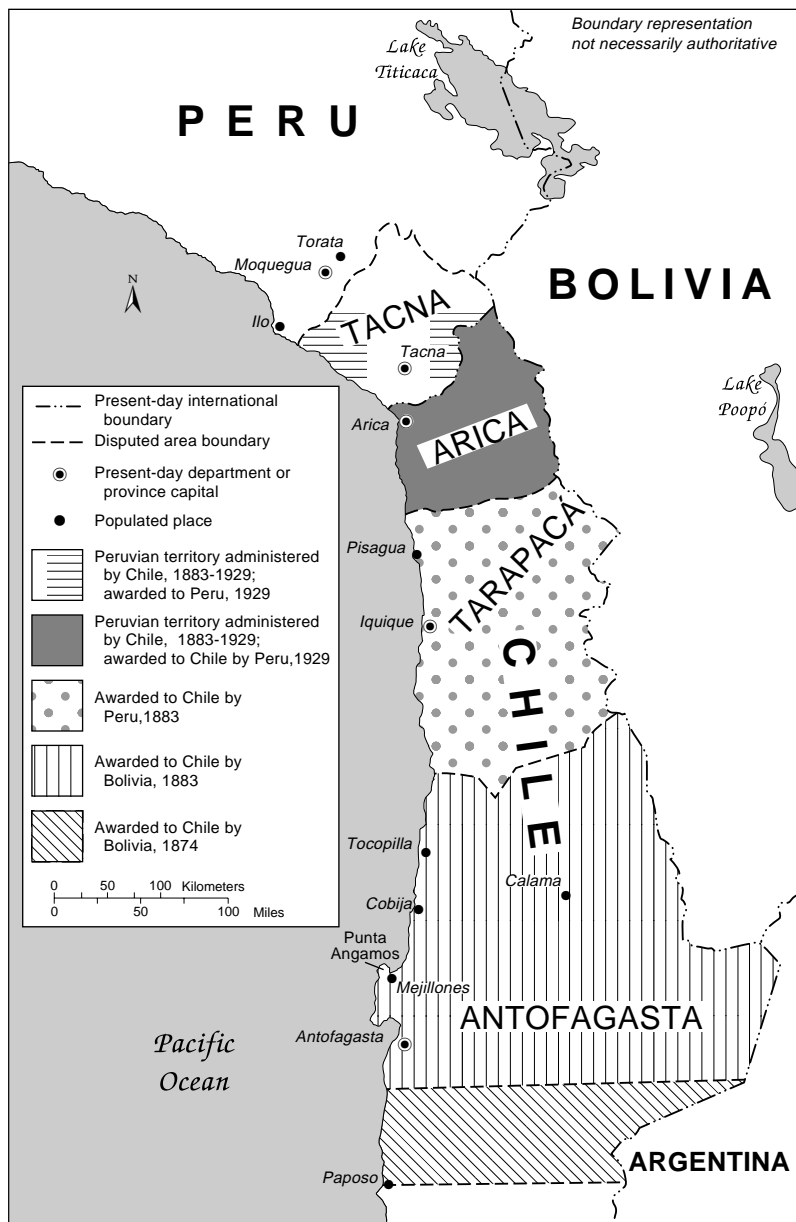 Boundary representation
not necessarily authoritative
Lake
Titicaca
PERU
Torata
Moquegua
N
BOLIVIA
TACNA
Ilo
Tacna
Lake
Poopó
Arica
ARICA
Present-day international
boundary
Disputed area boundary
Present-day department or
province capital
Populated place
Peruvian territory administered
by Chile, 1883-1929;
awarded to Peru, 1929
Peruvian territory administered
by Chile, 1883-1929;
awarded to Chile by Peru,1929
Awarded to Chile by
Peru,1883
Awarded to Chile by
Bolivia, 1883
Awarded to Chile by
Bolivia, 1874
0 50 100 Kilometers
0 50 100 Miles
Pisagua
TARAPACA
Iquique
CHILE
Tocopilla
Calama
Cobija
Punta
Angamos
Mejillones
ANTOFAGASTA
Antofagasta
Pacific
Ocean
ARGENTINA
Paposo